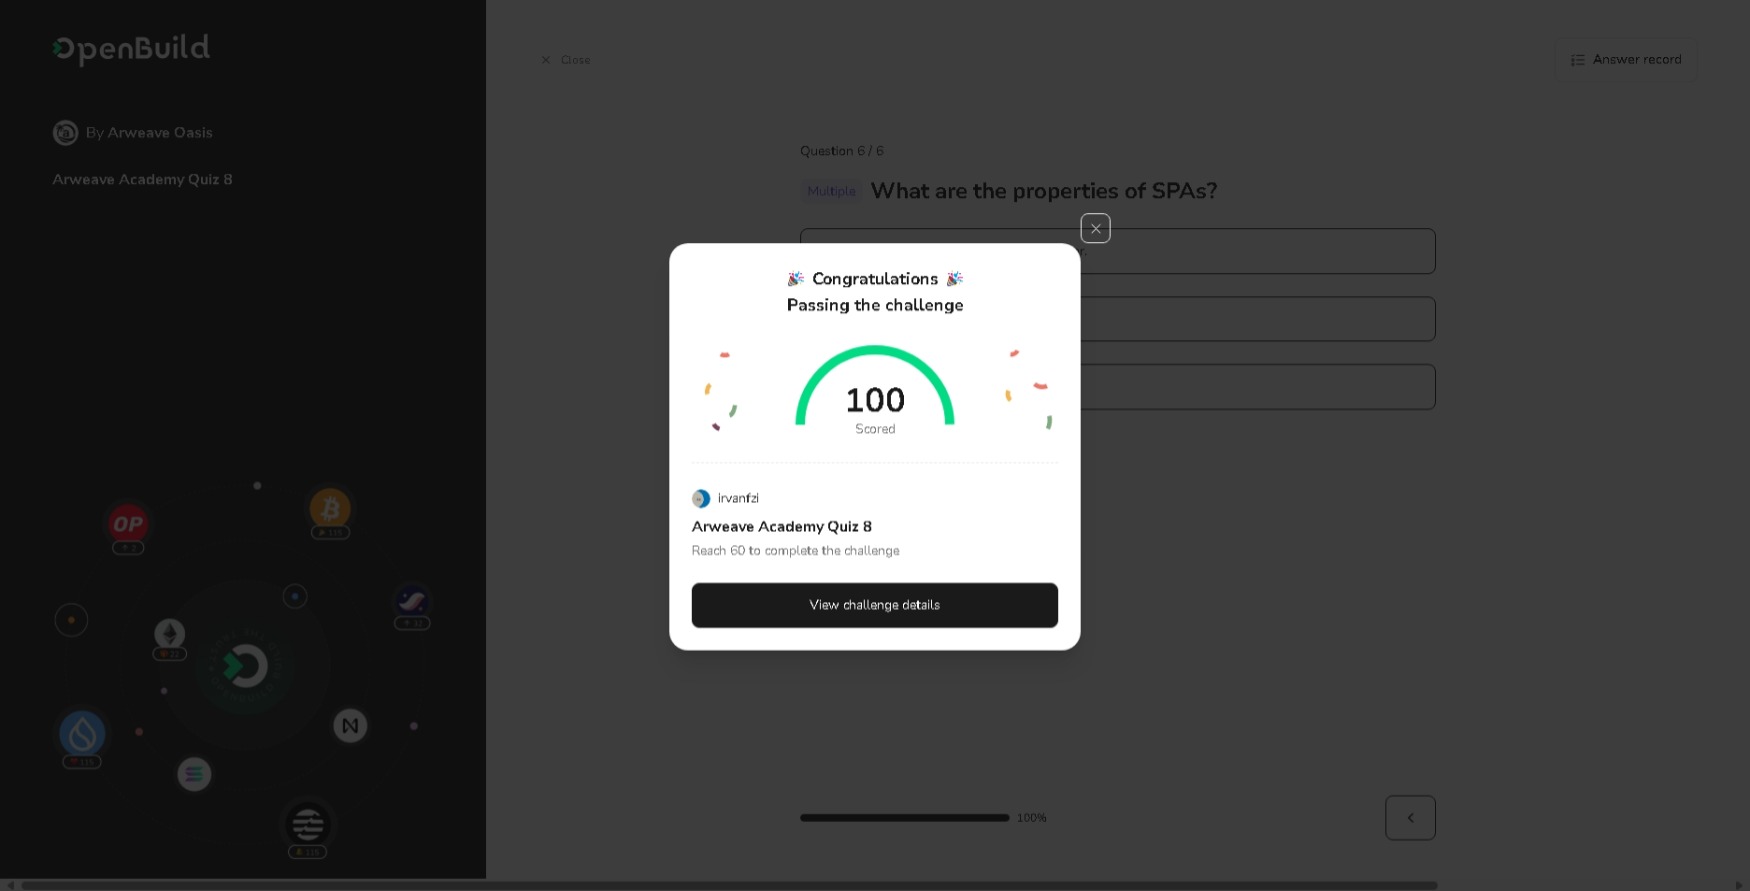 OpenBuild
By Arweave Oasis
Arweave Academy Quiz 8
Close
Answer record
Question 6 / 6
Multiple What are the properties of SPAs?
r.
🎉 Congratulations 🎉
Passing the challenge
100
Scored
irvanfzi
Arweave Academy Quiz 8
Reach 60 to complete the challenge
View challenge details
100%
OP